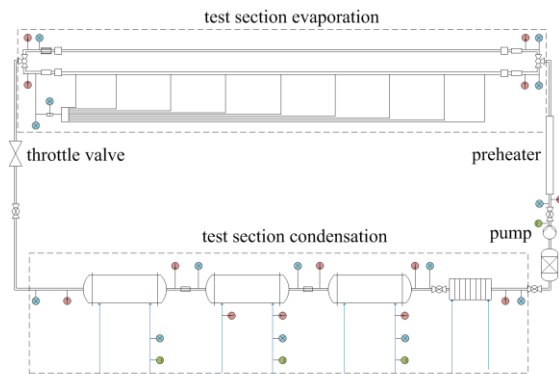 test section evaporation
throttle valve
preheater
pump
test section condensation